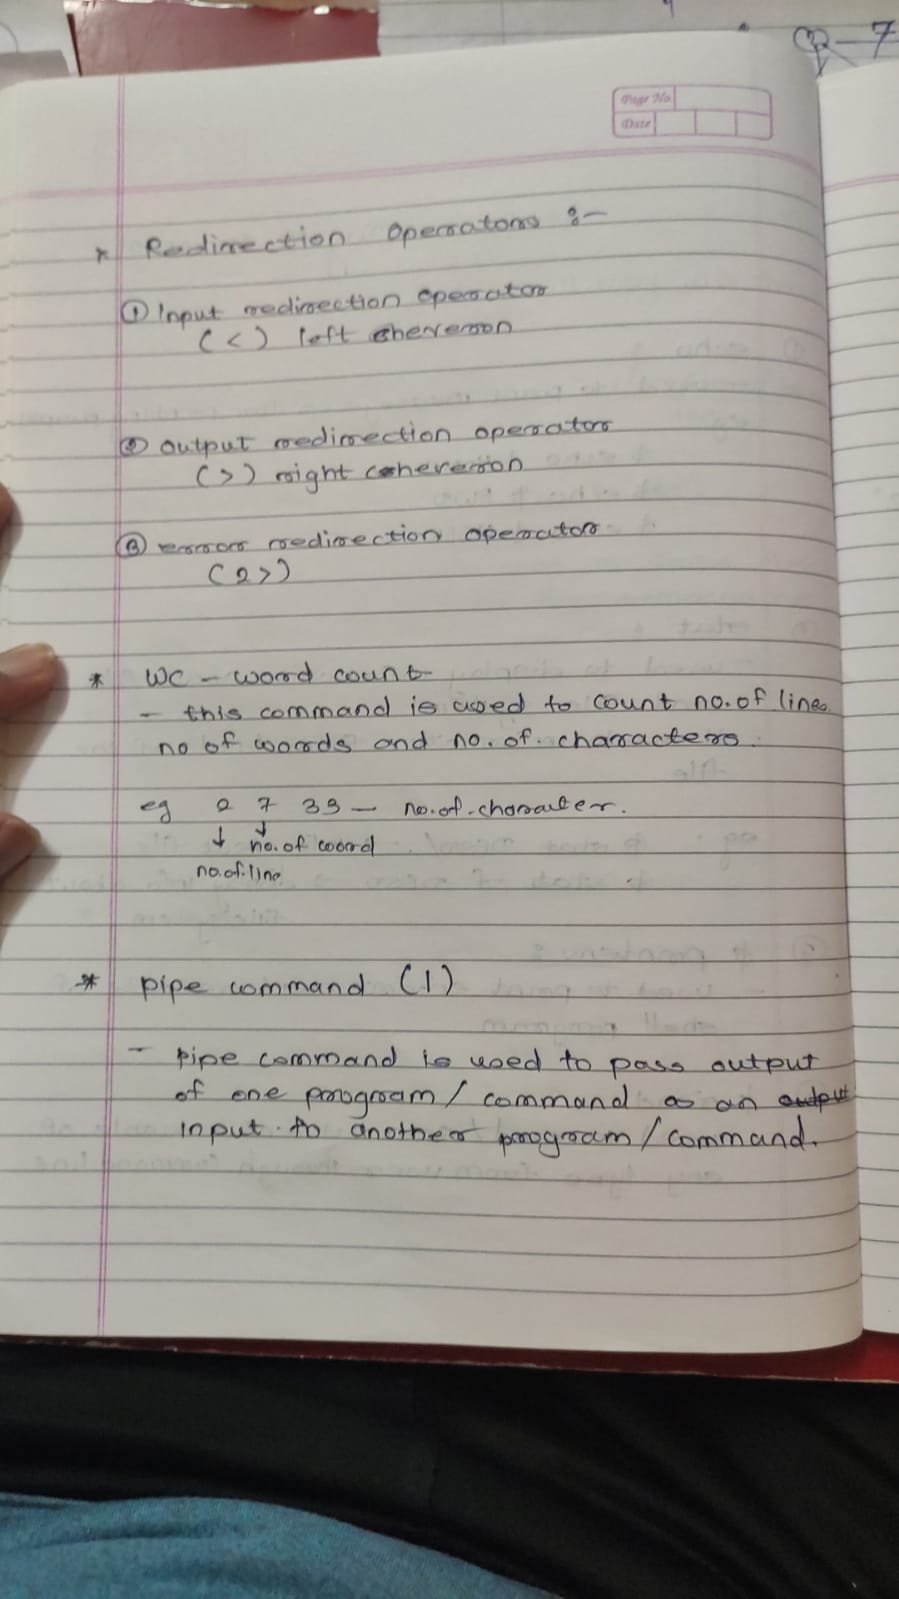 Q-7
Page No.
Date
* Redirection Operators :-
① Input redirection operator
(<) left cheveron
② output redirection operator
(>) right coheveron
③ error redirection operator
(2>)
* WC - word count
- this command is used to count no. of lines
no of words and no. of. characters.
eg 2 7 39 - no. of. character.
↓ ↓ no. of word
no. of. line
* pipe command (|)
- pipe command is used to pass output
of one program / command as an output
input to another program / command.